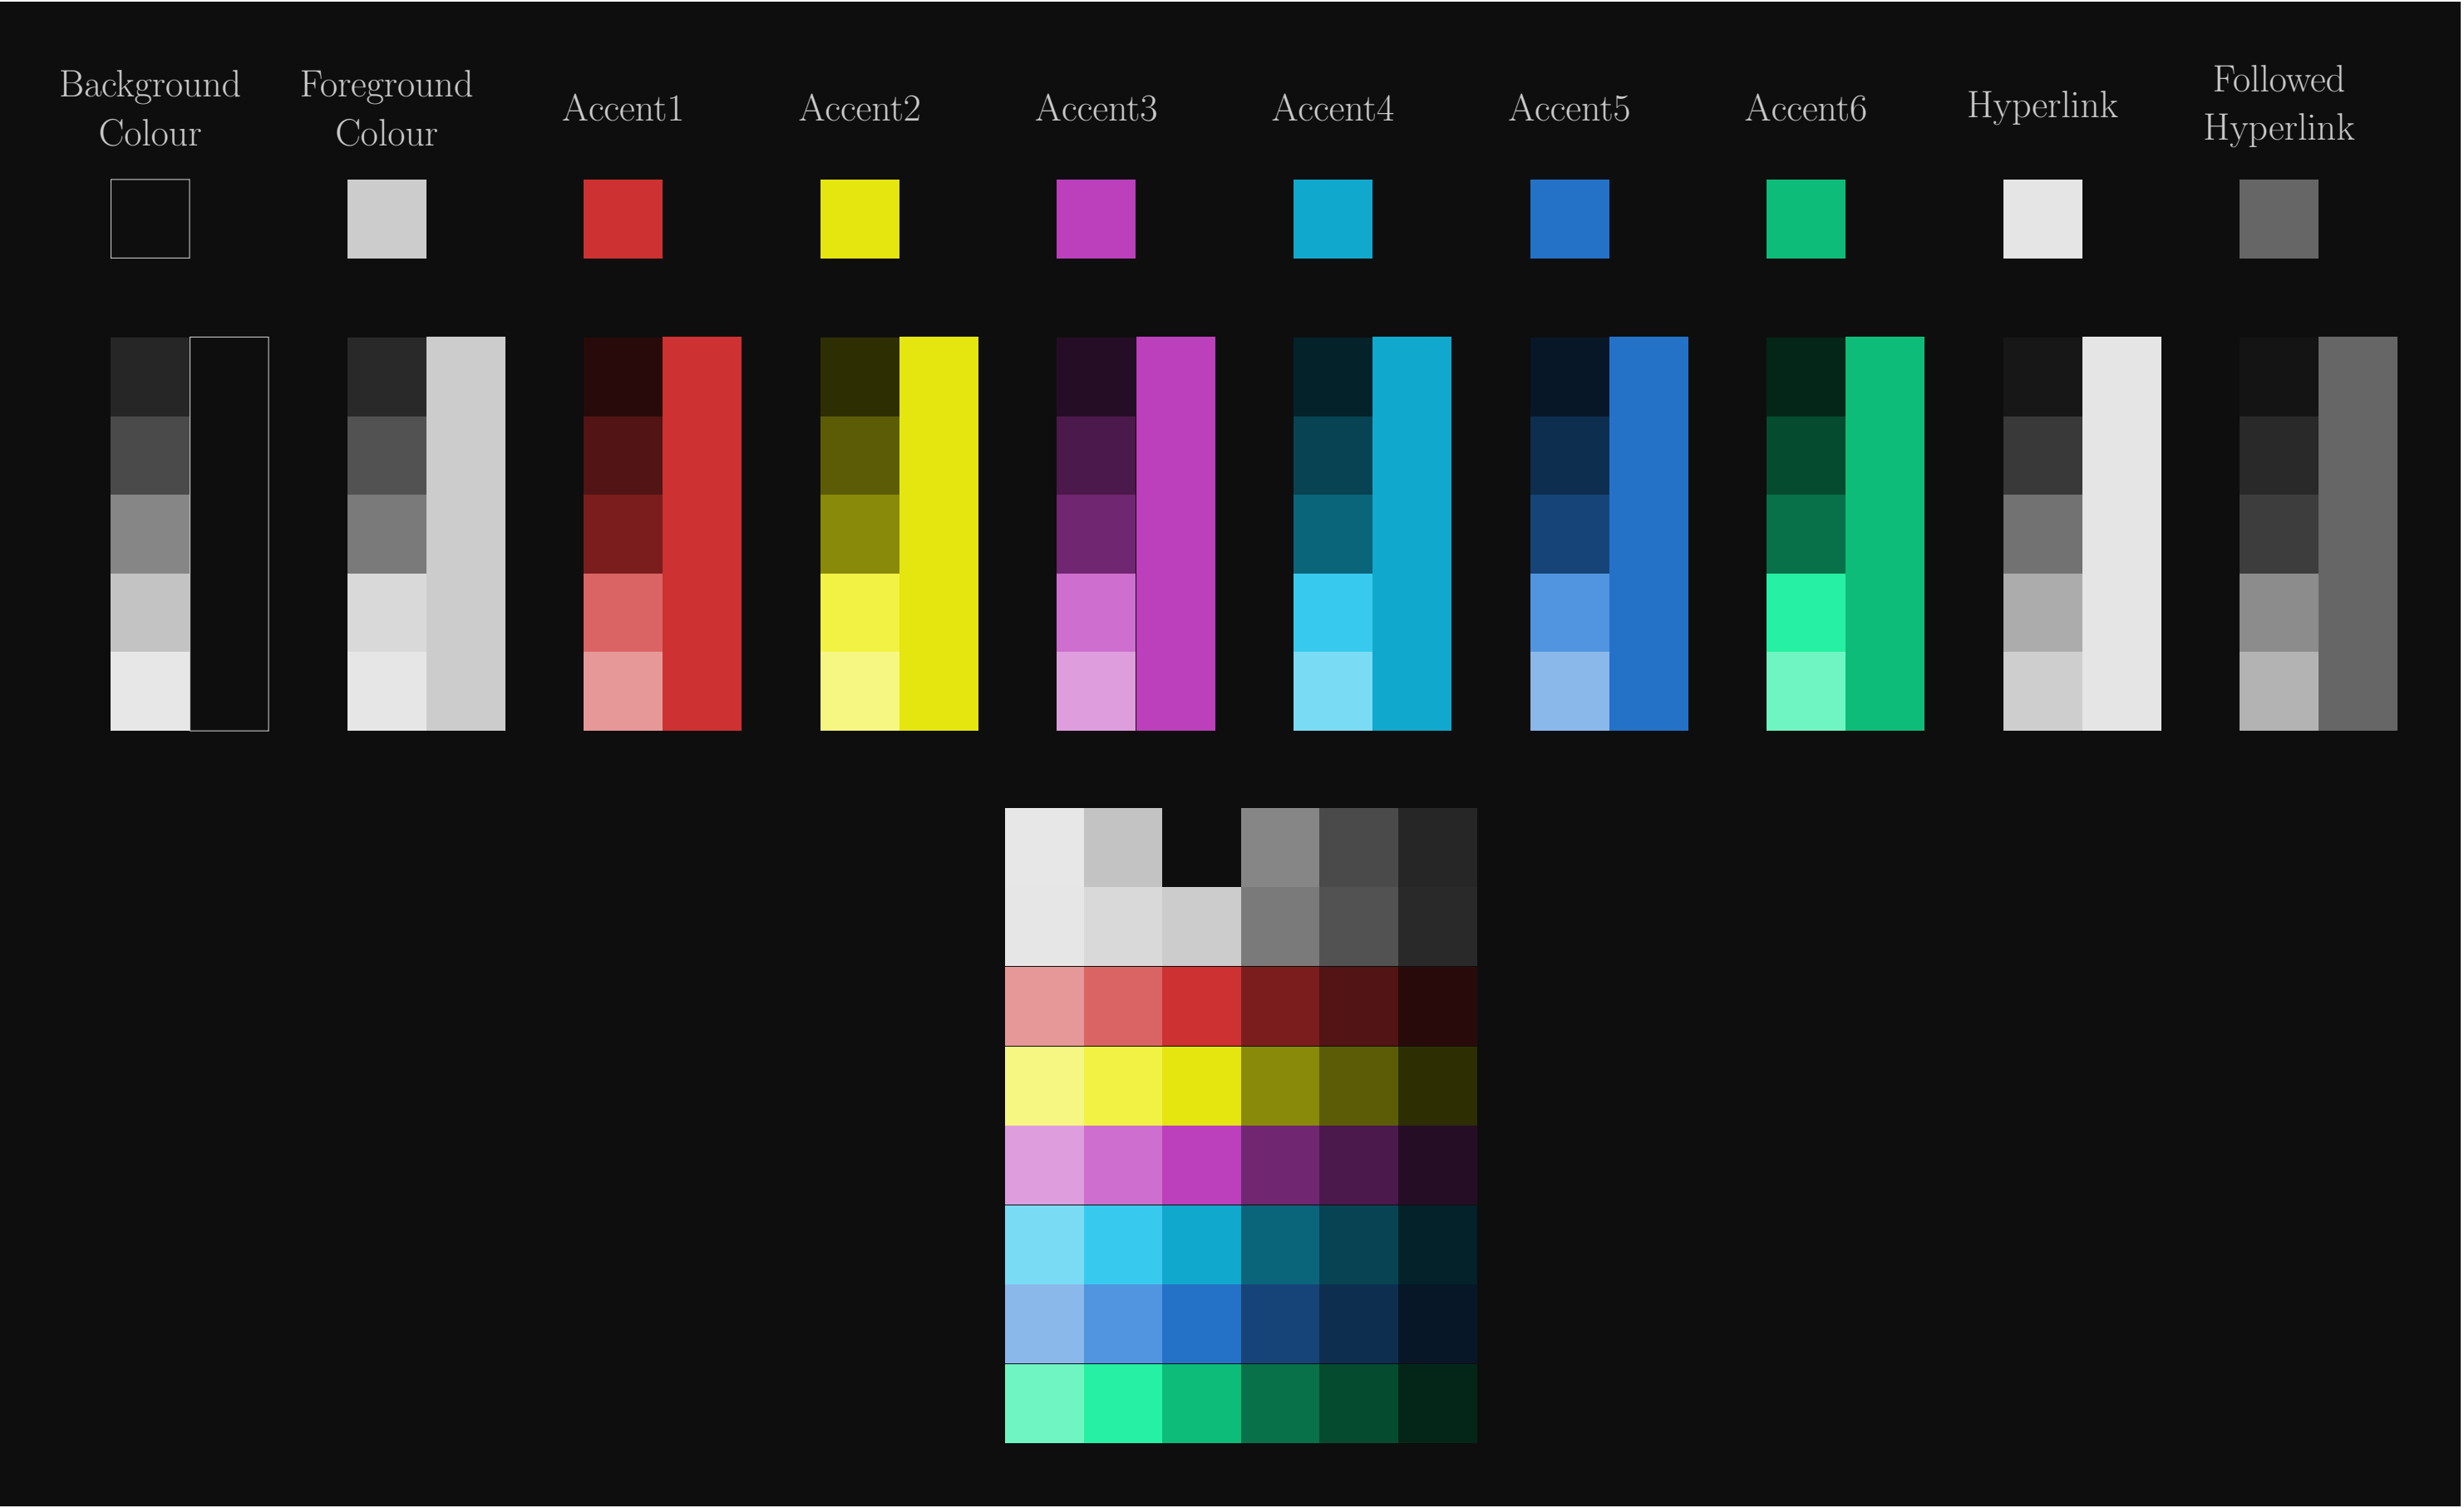 Background
Colour
Foreground
Colour
Accent1
Accent2
Accent3
Accent4
Accent5
Accent6
Hyperlink
Followed
Hyperlink